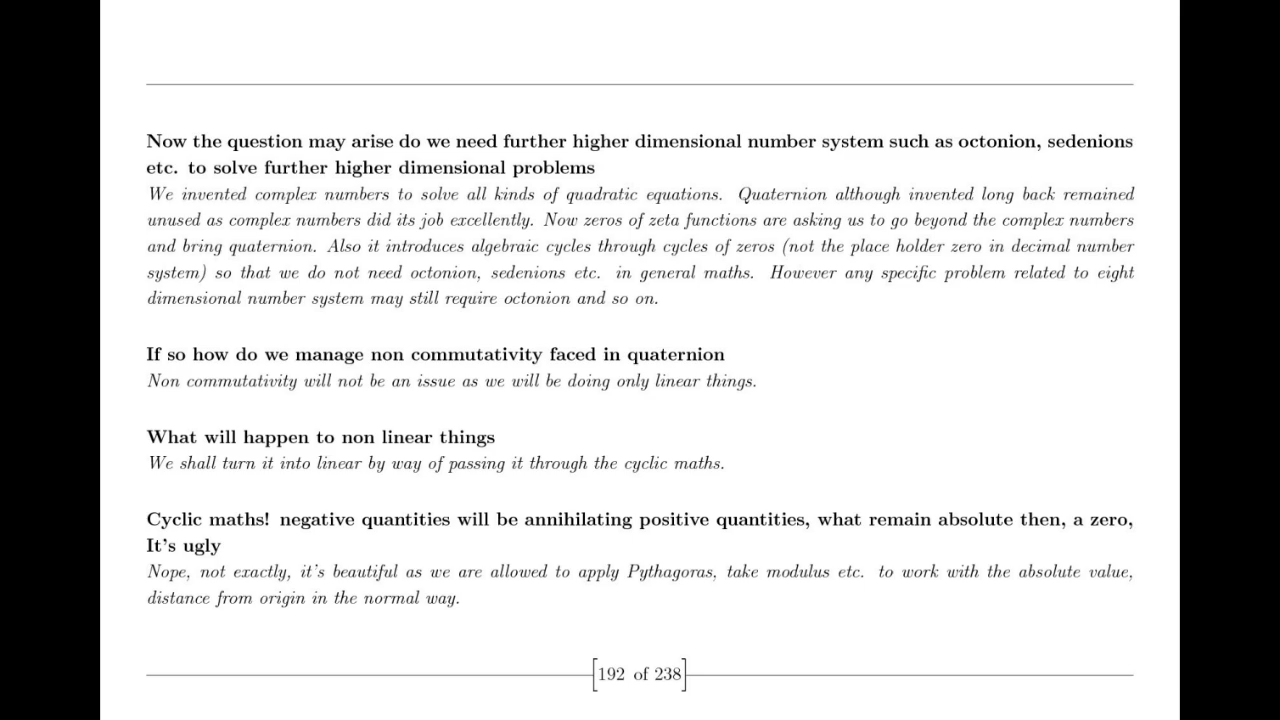 Now the question may arise do we need further higher dimensional number system such as octonion, sedenions
etc. to solve further higher dimensional problems
We invented complex numbers to solve all kinds of quadratic equations. Quaternion although invented long back remained
unused as complex numbers did its job excellently. Now zeros of zeta functions are asking us to go beyond the complex numbers
and bring quaternion. Also it introduces algebraic cycles through cycles of zeros (not the place holder zero in decimal number
system) so that we do not need octonion, sedenions etc. in general maths. However any specific problem related to eight
dimensional number system may still require octonion and so on.
If so how do we manage non commutativity faced in quaternion
Non commutativity will not be an issue as we will be doing only linear things.
What will happen to non linear things
We shall turn it into linear by way of passing it through the cyclic maths.
Cyclic maths! negative quantities will be annihilating positive quantities, what remain absolute then, a zero,
It's ugly
Nope, not exactly, it's beautiful as we are allowed to apply Pythagoras, take modulus etc. to work with the absolute value,
distance from origin in the normal way.
[192 of 238]